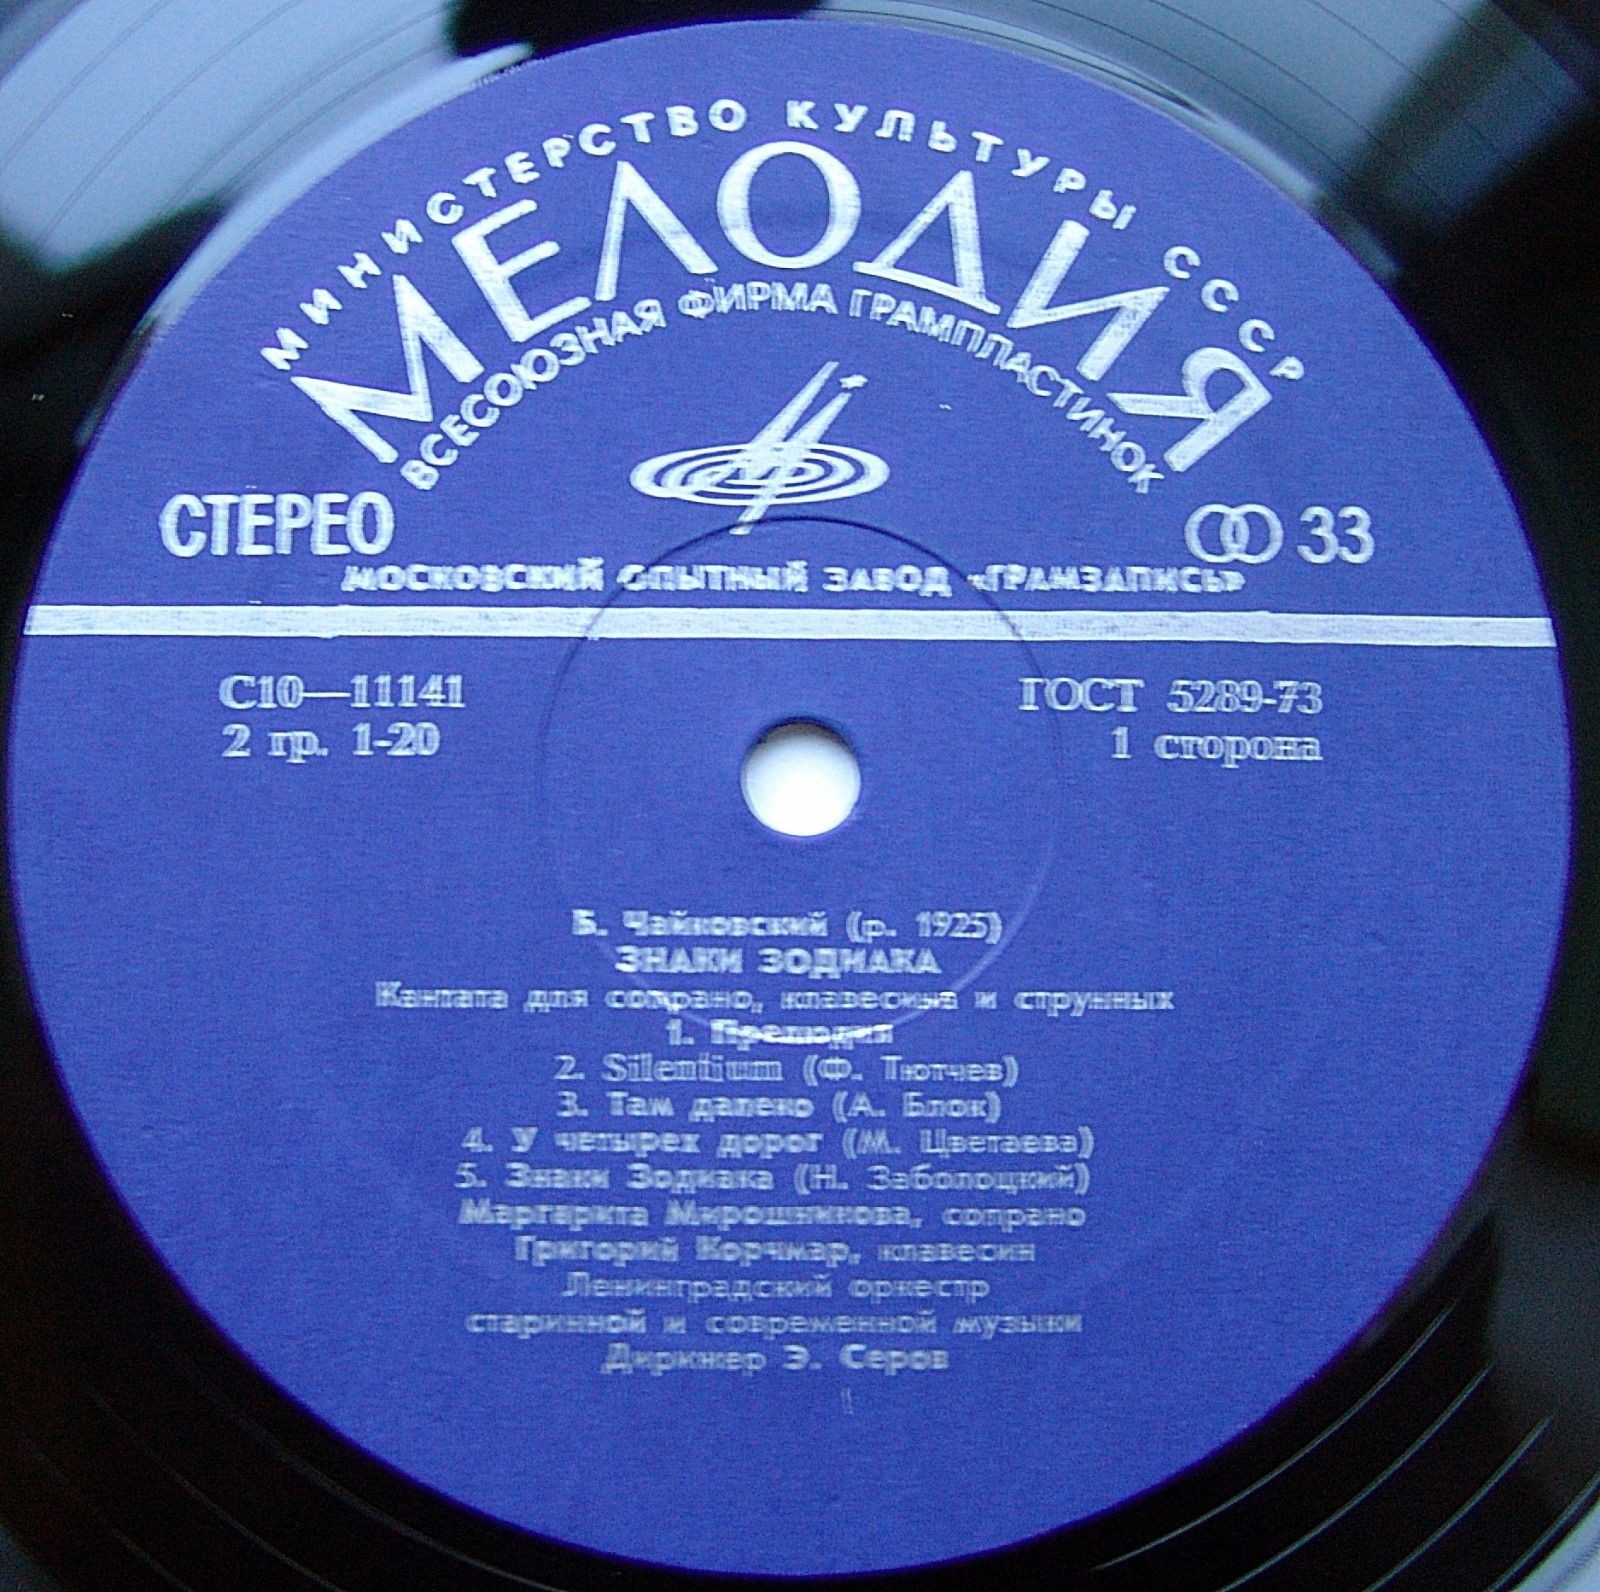 МИНИСТЕРСТВО КУЛЬТУРЫ СССР
МЕЛОДИЯ
ВСЕСОЮЗНАЯ ФИРМА ГРАМПЛАСТИНОК
СТЕРЕО
33
МОСКОВСКИЙ ОПЫТНЫЙ ЗАВОД «ГРАМЗАПИСЬ»
С10—11141
ГОСТ 5289-73
2 гр. 1-20
1 сторона
Б. Чайковский (р. 1925)
ЗНАКИ ЗОДИАКА
Кантата для сопрано, клавесина и струнных
1. Прелюдия
2. Silentium (Ф. Тютчев)
3. Там далеко (А. Блок)
4. У четырех дорог (М. Цветаева)
5. Знаки Зодиака (Н. Заболоцкий)
Маргарита Мирошникова, сопрано
Григорий Корчмар, клавесин
Ленинградский оркестр
старинной и современной музыки
Дирижер Э. Серов